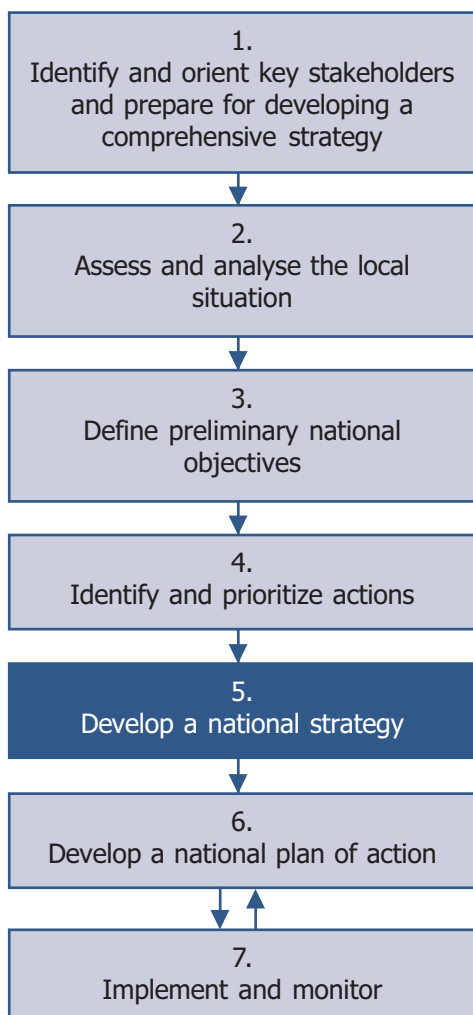 1.
Identify and orient key stakeholders
and prepare for developing a
comprehensive strategy
2.
Assess and analyse the local
situation
3.
Define preliminary national
objectives
4.
Identify and prioritize actions
5.
Develop a national strategy
6.
Develop a national plan of action
7.
Implement and monitor